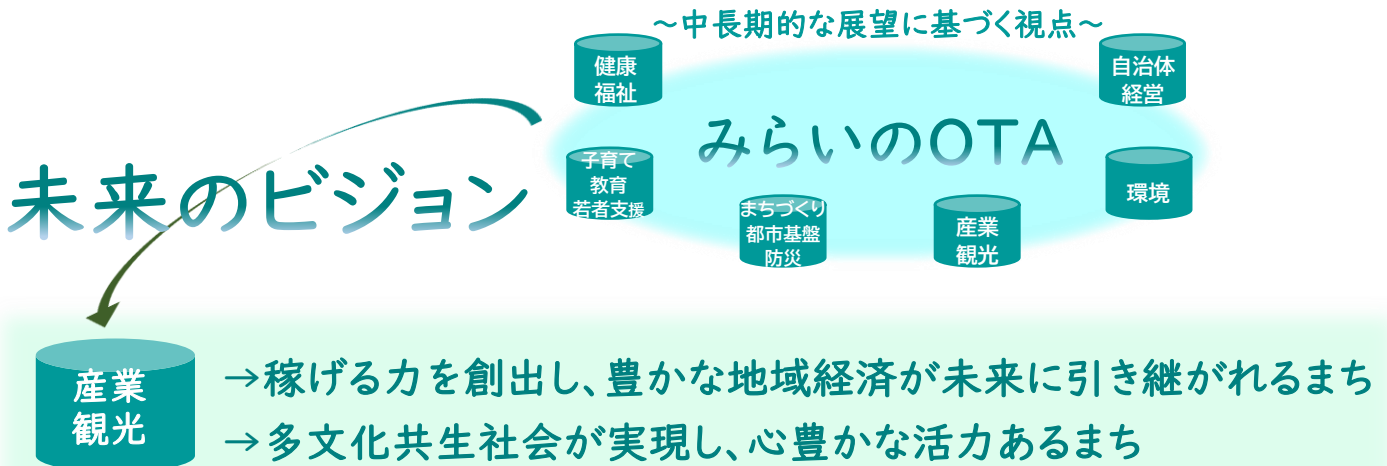 ～中長期的な展望に基づく視点～
健康
福祉
自治体
経営
みらいのOTA
子育て
教育
若者支援
環境
未来のビジョン
まちづくり
都市基盤
防災
産業
観光
産業
観光
→稼げる力を創出し、豊かな地域経済が未来に引き継がれるまち
→多文化共生社会が実現し、心豊かな活力あるまち